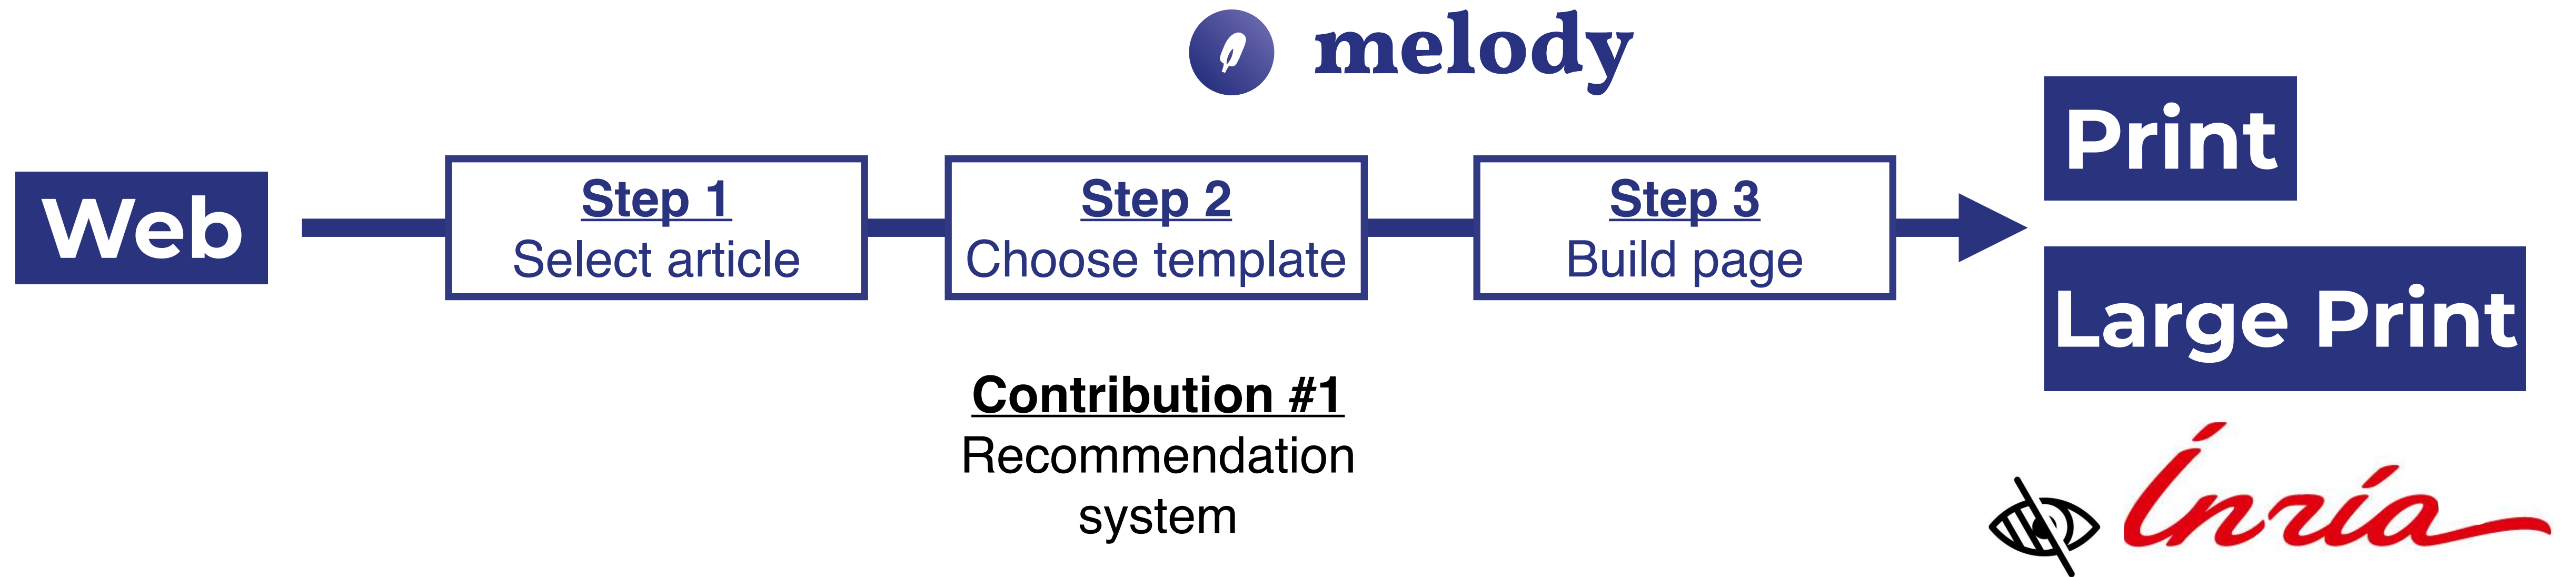 melody
Web
Step 1
Select article
Step 2
Choose template
Step 3
Build page
Print
Large Print
Contribution #1
Recommendation
system
Inria